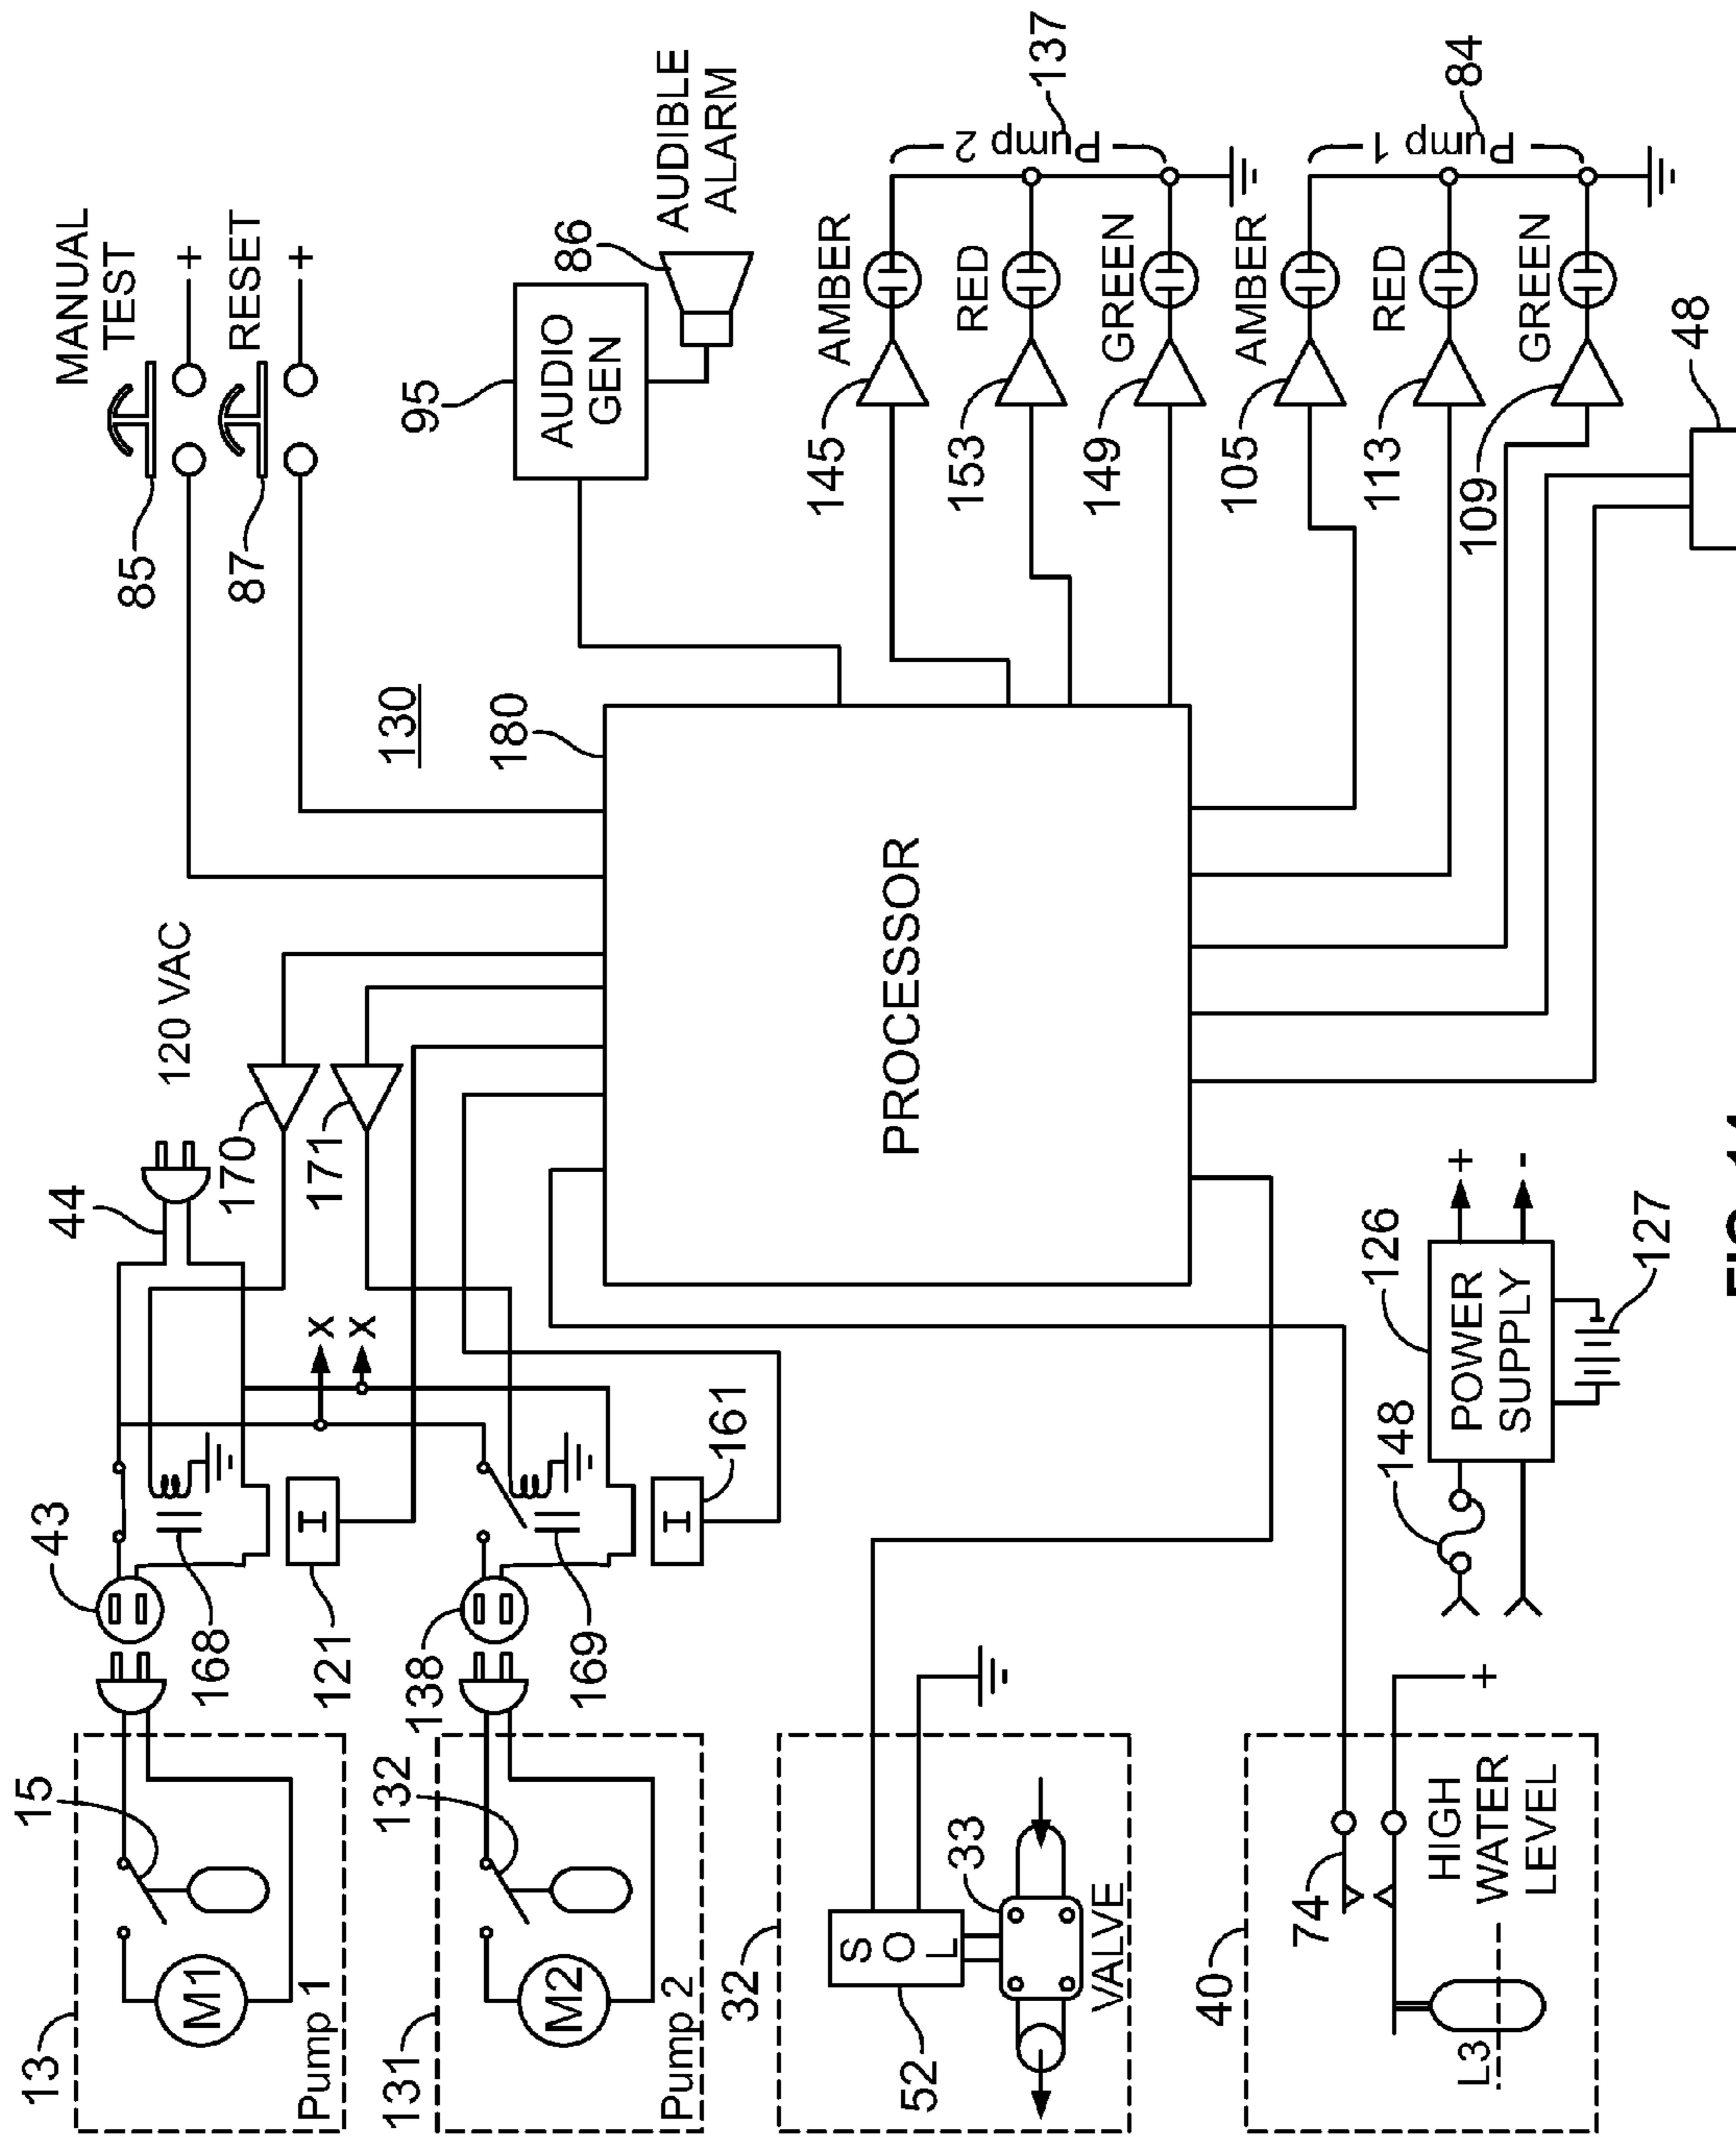 MANUAL
TEST
85
+
RESET
87
+
130
180
PROCESSOR
95
AUDIO
GEN
86
AUDIBLE
ALARM
145
AMBER
153
RED
149
GREEN
Pump 2
137
105
AMBER
113
RED
109
GREEN
Pump 1
84
48
120 VAC
44
170
171
X
X
43
168
121
I
138
169
161
I
13
15
M1
Pump 1
131
132
M2
Pump 2
32
52
SOL
33
VALVE
40
74
HIGH
WATER
LEVEL
L3
+
148
126
POWER
SUPPLY
+
-
127